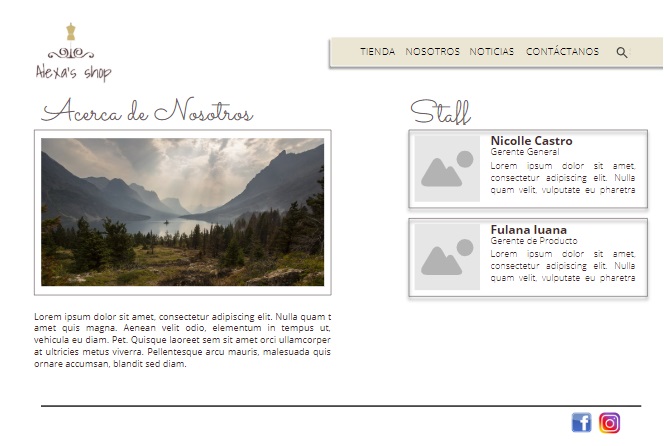 Alexa's shop
TIENDA NOSOTROS NOTICIAS CONTÁCTANOS
Acerca de Nosotros
Lorem ipsum dolor sit amet, consectetur adipiscing elit. Nulla quam t
amet quis magna. Aenean velit odio, elementum in tempus ut,
vehicula eu diam. Pet. Quisque laoreet sem sit amet orci ullamcorper
at ultricies metus viverra. Pellentesque arcu mauris, malesuada quis
ornare accumsan, blandit sed diam.
Staff
Nicolle Castro
Gerente General
Lorem ipsum dolor sit amet,
consectetur adipiscing elit. Nulla
quam velit, vulputate eu pharetra
Fulana luana
Gerente de Producto
Lorem ipsum dolor sit amet,
consectetur adipiscing elit. Nulla
quam velit, vulputate eu pharetra